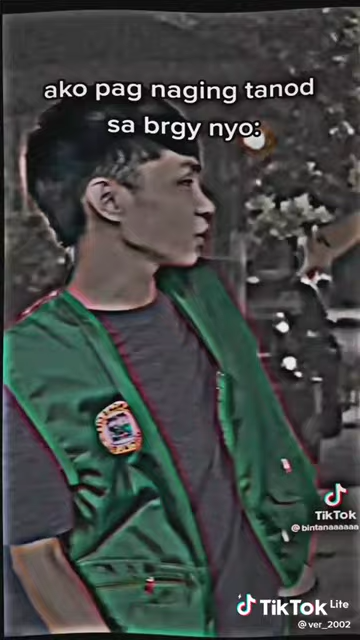 ako pag naging tanod
sa brgy nyo:
TikTok
@bintanaaaaaa
TikTok Lite
@ver_2002